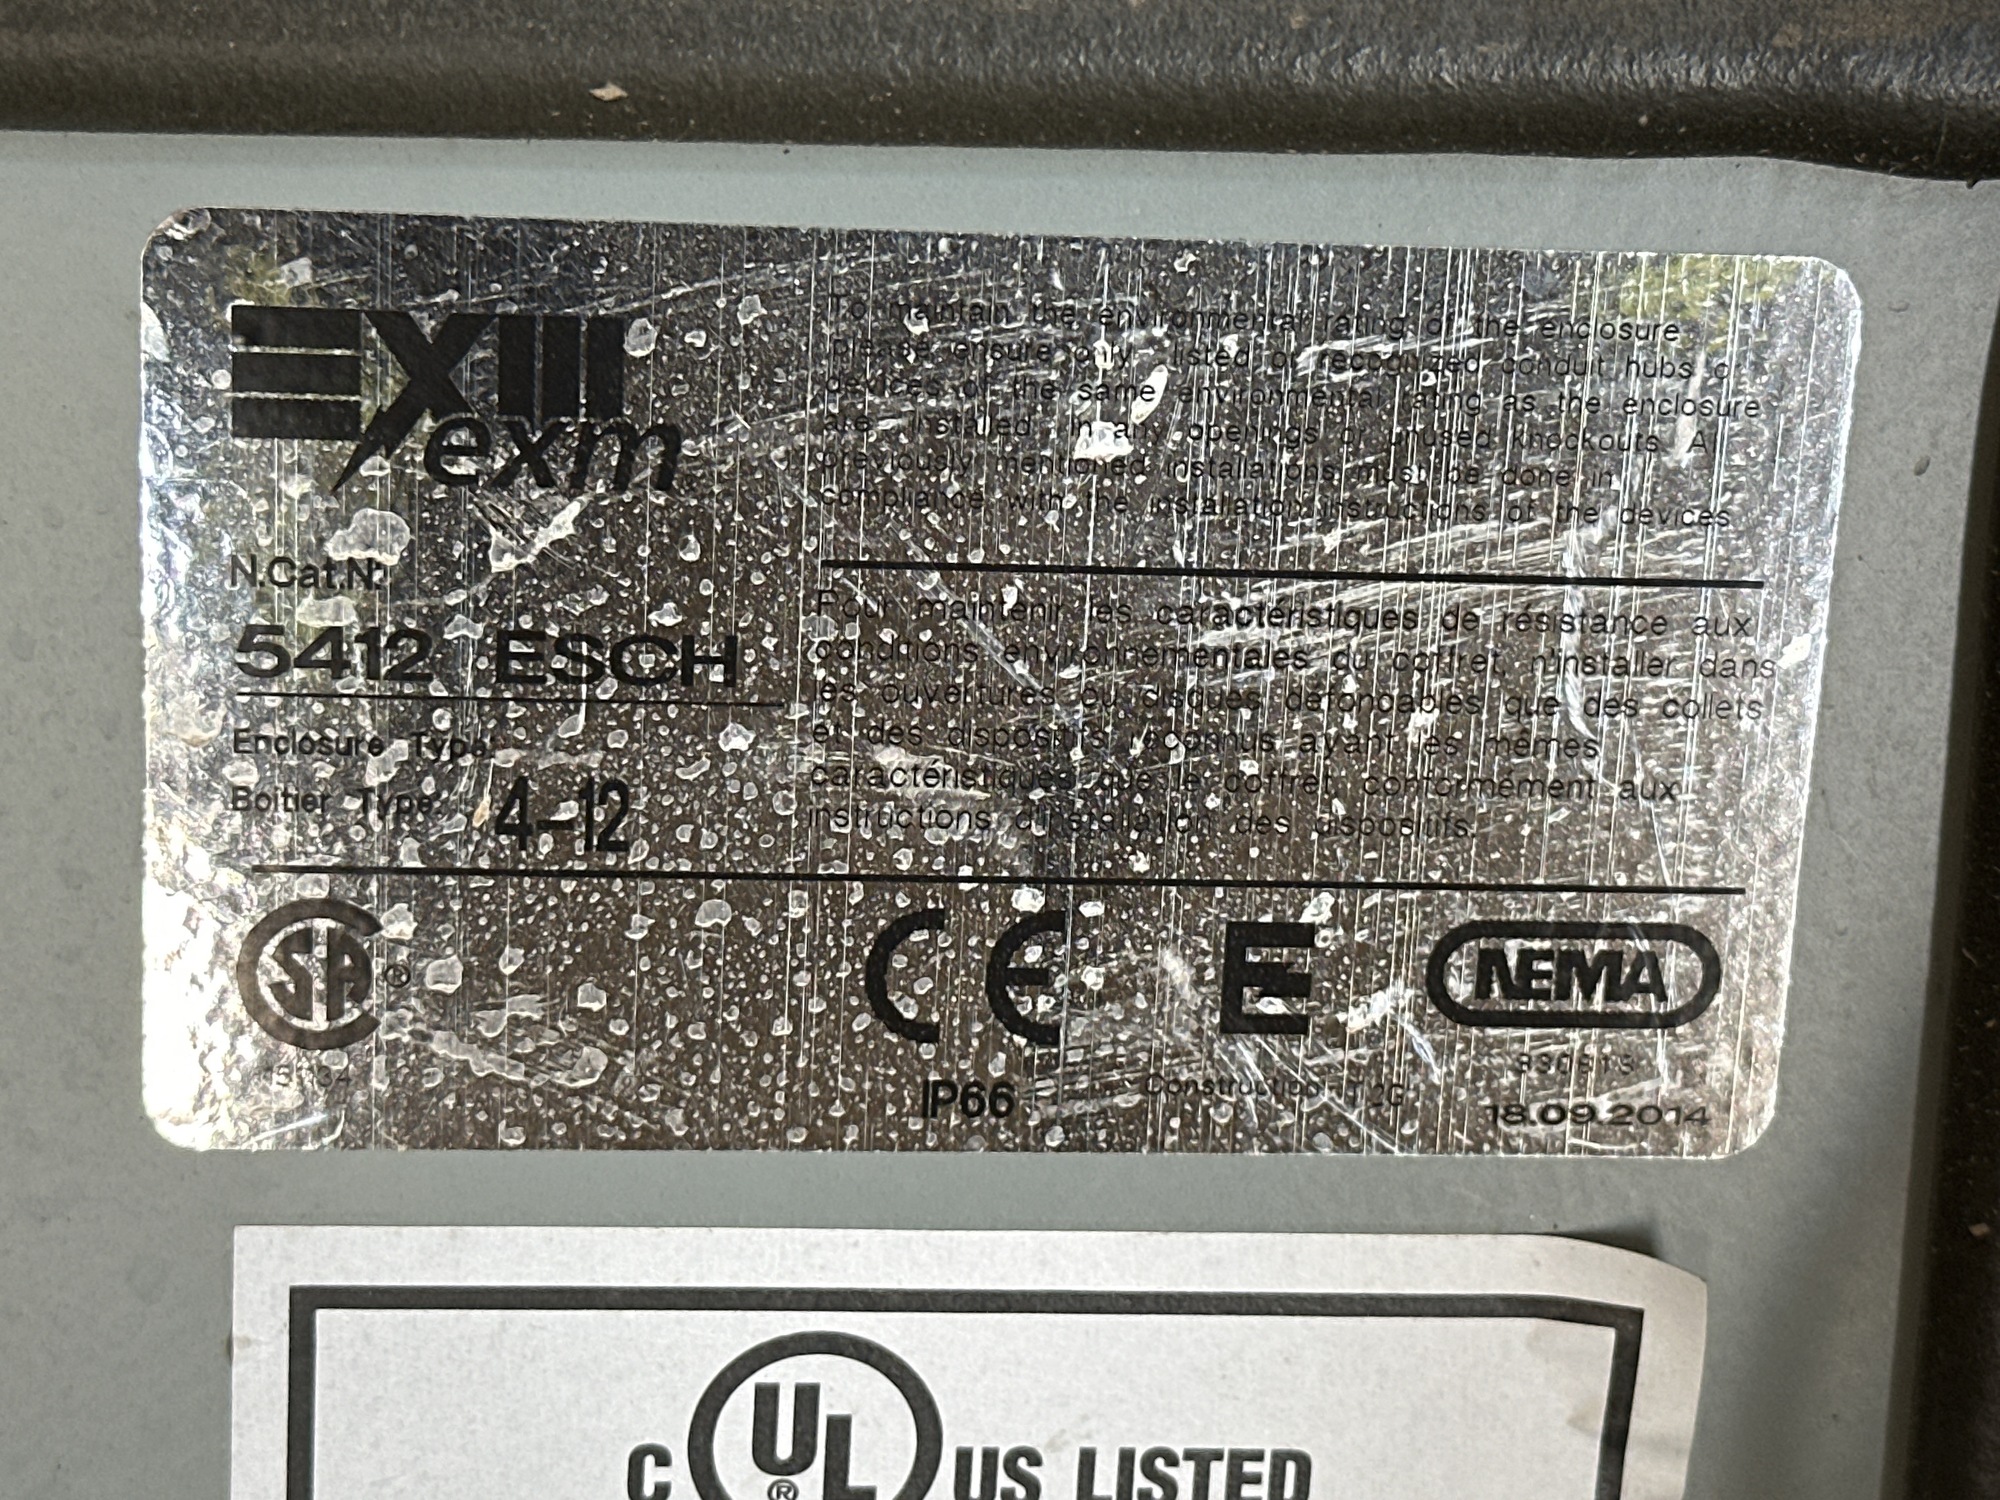 exm
N.Cat.N:
5412 ESCH
Enclosure Type:
Boîtier Type: 4-12
To maintain the environmental rating of the enclosure
please ensure only listed or recognized conduit hubs or
devices of the same environmental rating as the enclosure
are installed in any openings or unused knockouts. All
previously mentioned installations must be done in
compliance with the installation instructions of the devices
Pour maintenir les caractéristiques de résistance aux
conditions environnementales du coffret, n'installer dans
les ouvertures ou disques défonçables que des collets
et des dispositifs reconnus ayant les mêmes
caractéristiques que le coffret, conformément aux
instructions d'installation des dispositifs.
SA ®
CE
E
NEMA
IP66
Construction
18.09.2014
C UL ® US LISTED